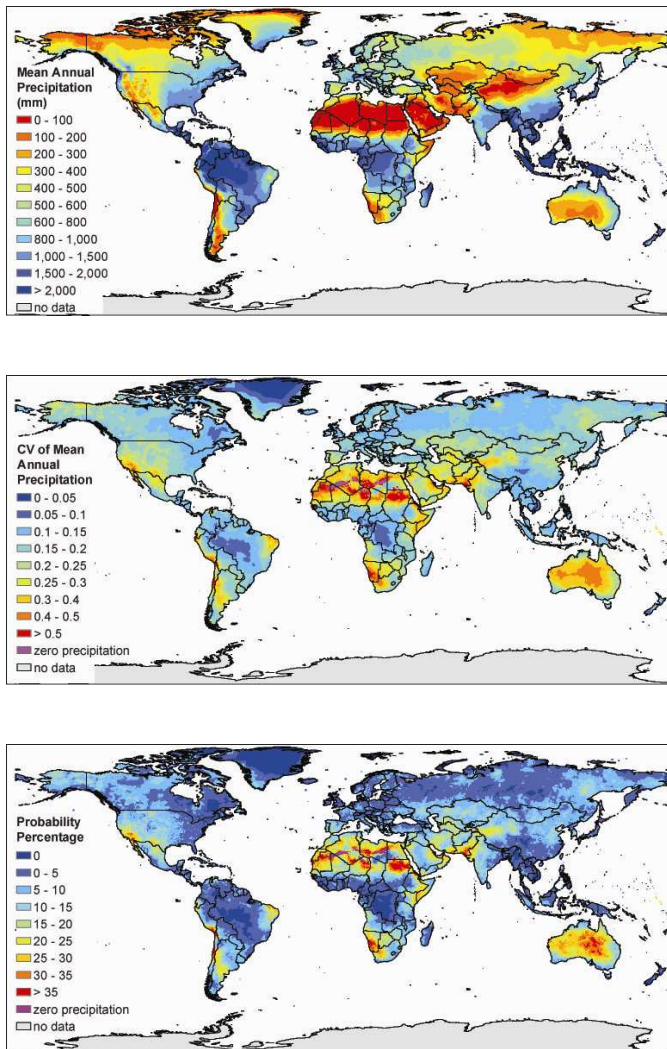 Mean Annual
Precipitation
(mm)
0 - 100
100 - 200
200 - 300
300 - 400
400 - 500
500 - 600
600 - 800
800 - 1,000
1,000 - 1,500
1,500 - 2,000
> 2,000
no data
CV of Mean
Annual
Precipitation
0 - 0.05
0.05 - 0.1
0.1 - 0.15
0.15 - 0.2
0.2 - 0.25
0.25 - 0.3
0.3 - 0.4
0.4 - 0.5
> 0.5
zero precipitation
no data
Probability
Percentage
0
0 - 5
5 - 10
10 - 15
15 - 20
20 - 25
25 - 30
30 - 35
> 35
zero precipitation
no data